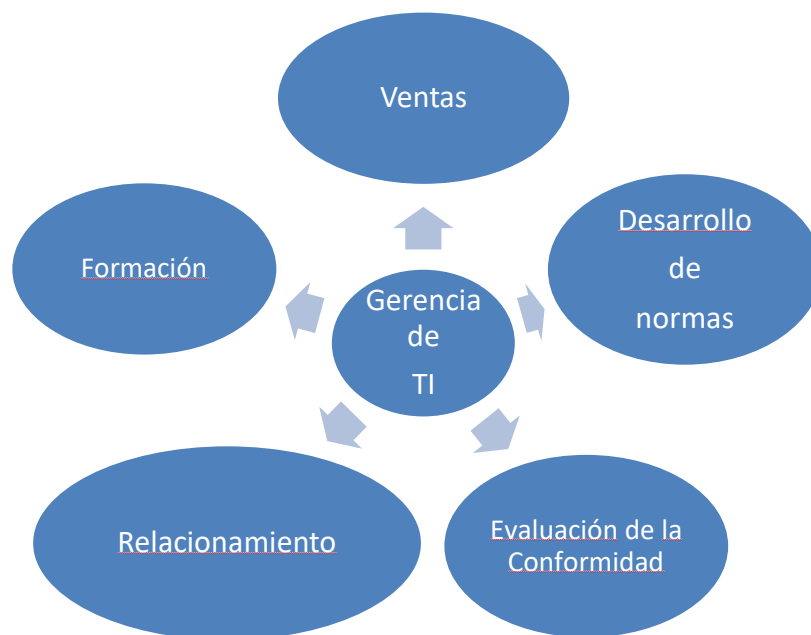 Ventas
Formación
Desarrollo
de
normas
Gerencia
de
TI
Relacionamiento
Evaluación de la
Conformidad